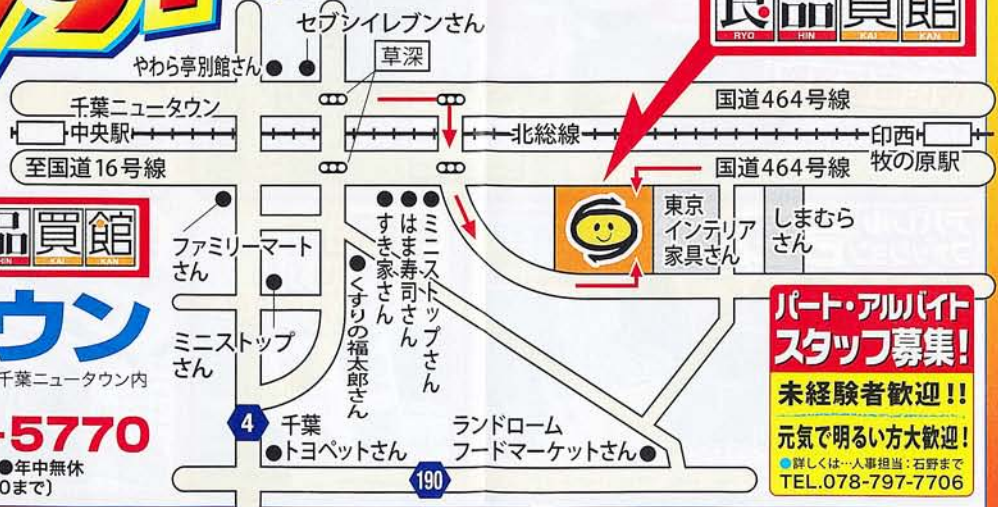 良品買館
RYO HIN KAI KAN
セブンイレブンさん
草深
やわら亭別館さん
国道464号線
千葉ニュータウン
中央駅
北総線
印西
牧の原駅
至国道16号線
国道464号線
品買館
HIN KAI KAN
ファミリーマート
さん
ミニストップさん
はま寿司さん
すき家さん
くすりの福太郎さん
東京
インテリア
家具さん
しまむら
さん
ウン
千葉ニュータウン内
ミニストップ
さん
-5770
●年中無休
0まで〕
4
千葉
トヨペットさん
ランドローム
フードマーケットさん
190
パート・アルバイト
スタッフ募集!
未経験者歓迎!!
元気で明るい方大歓迎!
●詳しくは…人事担当:石野まで
TEL.078-797-7706